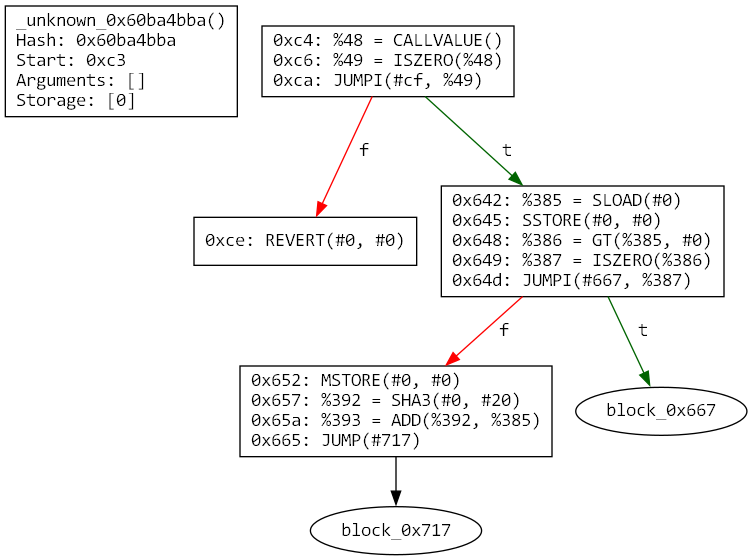 _unknown_0x60ba4bba()
Hash: 0x60ba4bba
Start: 0xc3
Arguments: []
Storage: [0]
0xc4: %48 = CALLVALUE()
0xc6: %49 = ISZERO(%48)
0xca: JUMPI(#cf, %49)
f
t
0xce: REVERT(#0, #0)
0x642: %385 = SLOAD(#0)
0x645: SSTORE(#0, #0)
0x648: %386 = GT(%385, #0)
0x649: %387 = ISZERO(%386)
0x64d: JUMPI(#667, %387)
f
t
0x652: MSTORE(#0, #0)
0x657: %392 = SHA3(#0, #20)
0x65a: %393 = ADD(%392, %385)
0x665: JUMP(#717)
block_0x667
block_0x717